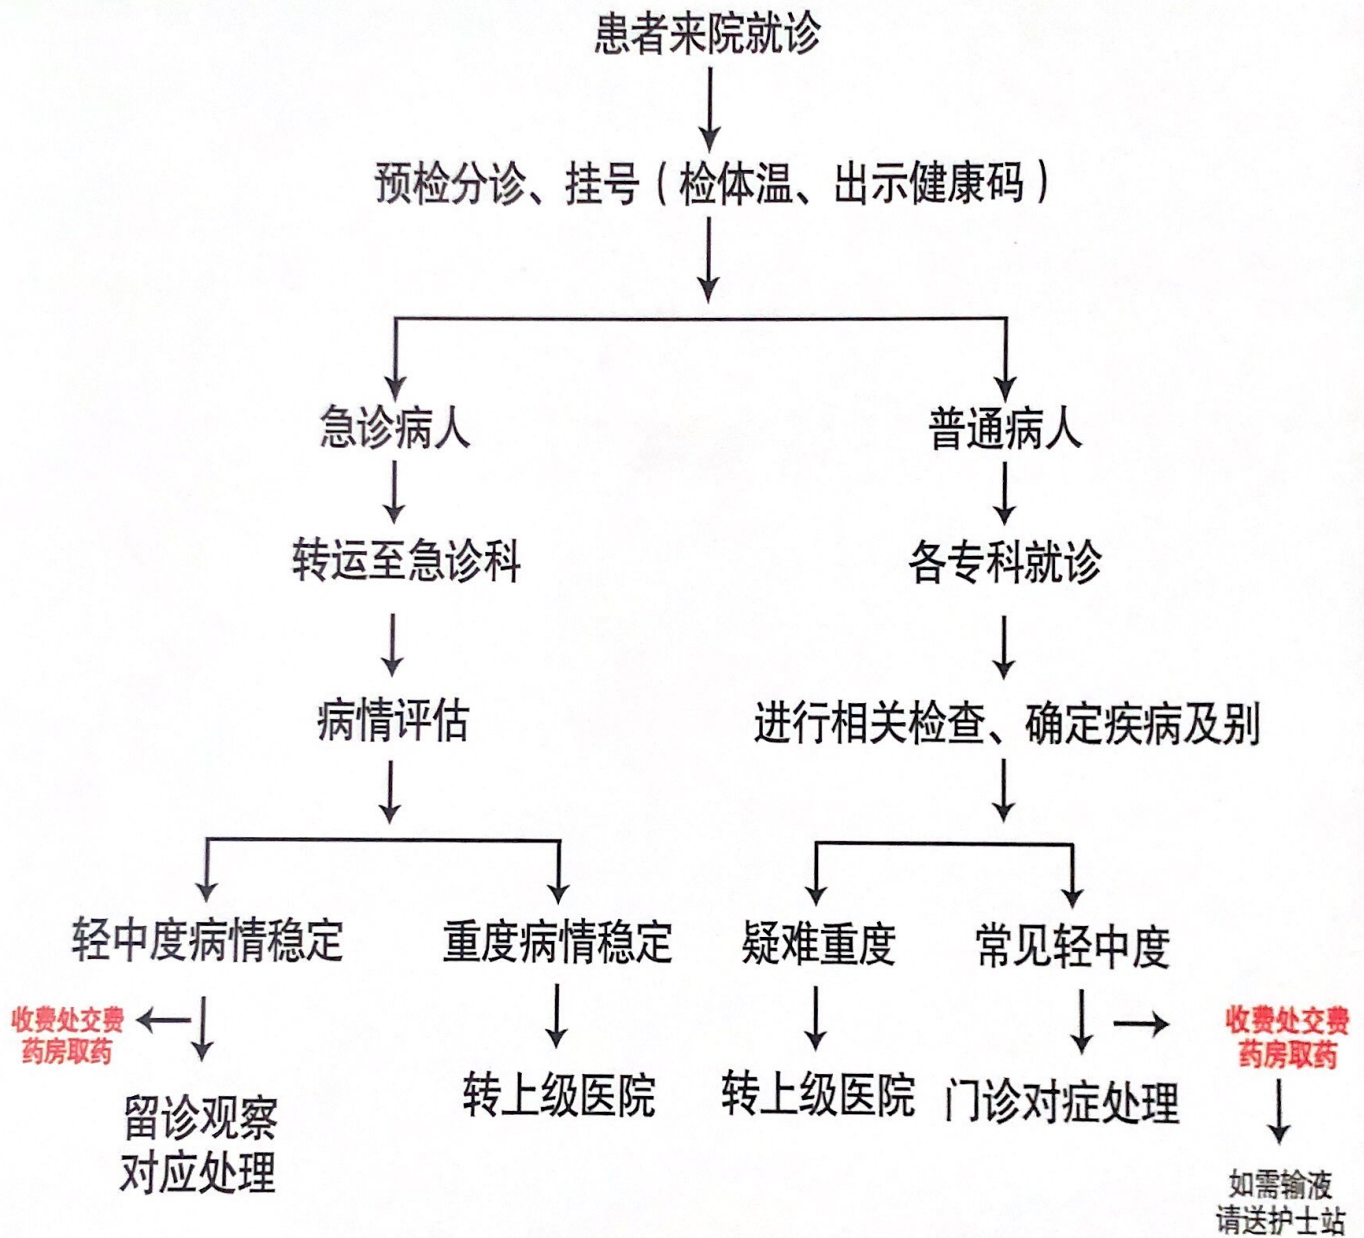 患者来院就诊
预检分诊、挂号（检体温、出示健康码）
急诊病人
普通病人
转运至急诊科
各专科就诊
病情评估
进行相关检查、确定疾病及别
轻中度病情稳定
重度病情稳定
疑难重度
常见轻中度
收费处交费
药房取药
收费处交费
药房取药
留诊观察
对应处理
转上级医院
转上级医院
门诊对症处理
如需输液
请送护士站